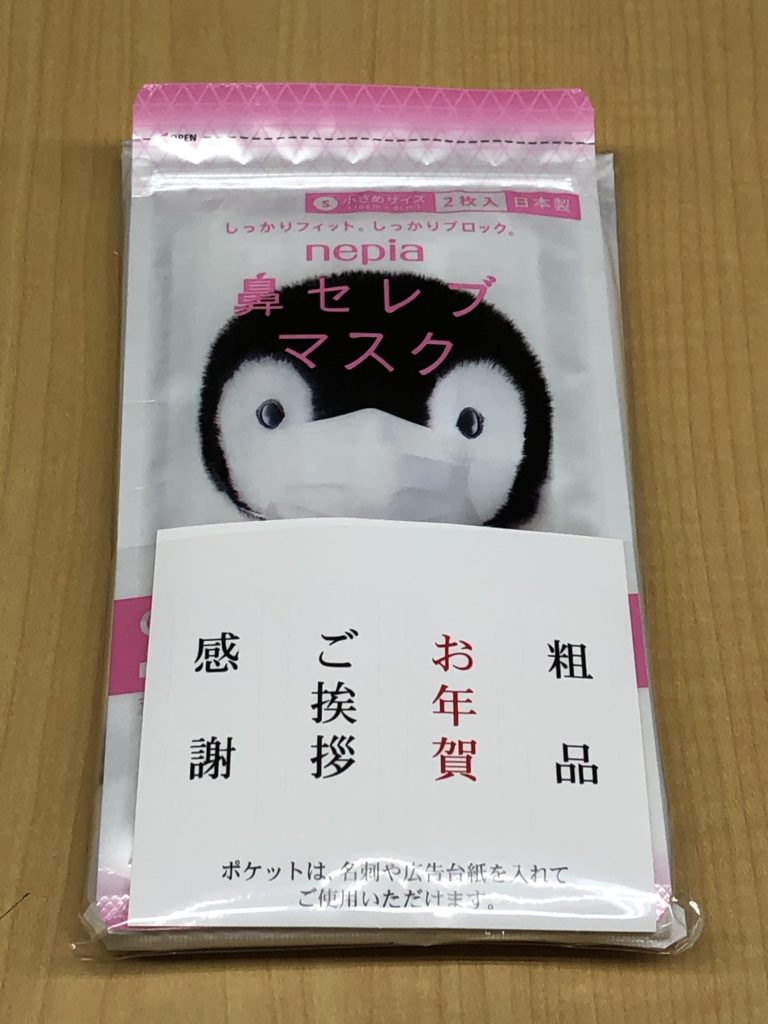 OPEN
S 小さめサイズ 2枚入 日本製
しっかりフィット。しっかりブロック。
nepia
鼻セレブ
マスク
粗品
お年賀
ご挨拶
感謝
ポケットは、名刺や広告台紙を入れて
ご使用いただけます。